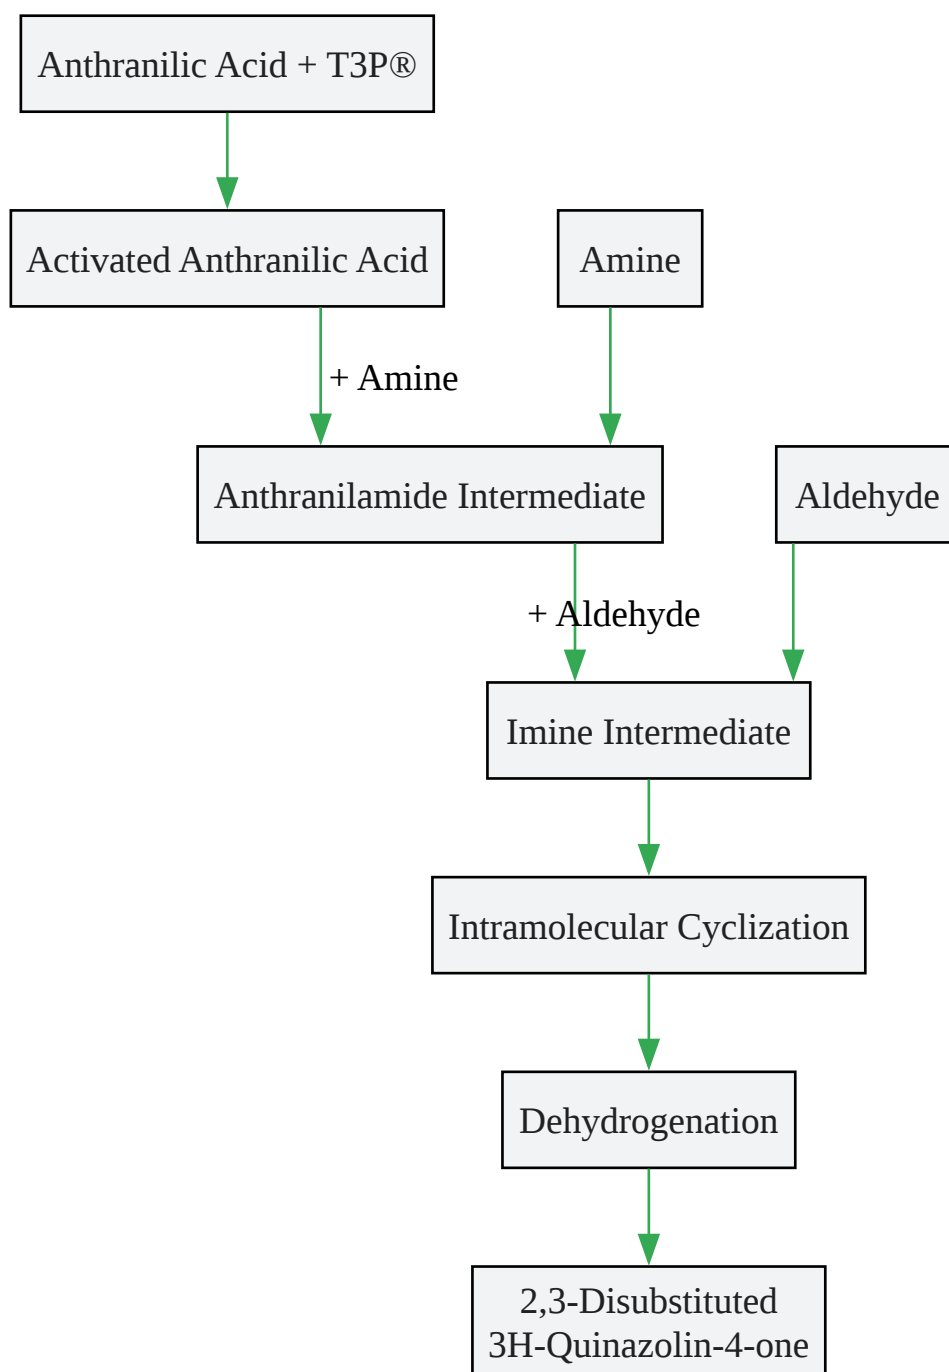 Anthranilic Acid + T3P®
Activated Anthranilic Acid
Amine
+ Amine
Anthranilamide Intermediate
Aldehyde
+ Aldehyde
Imine Intermediate
Intramolecular Cyclization
Dehydrogenation
2,3-Disubstituted
3H-Quinazolin-4-one